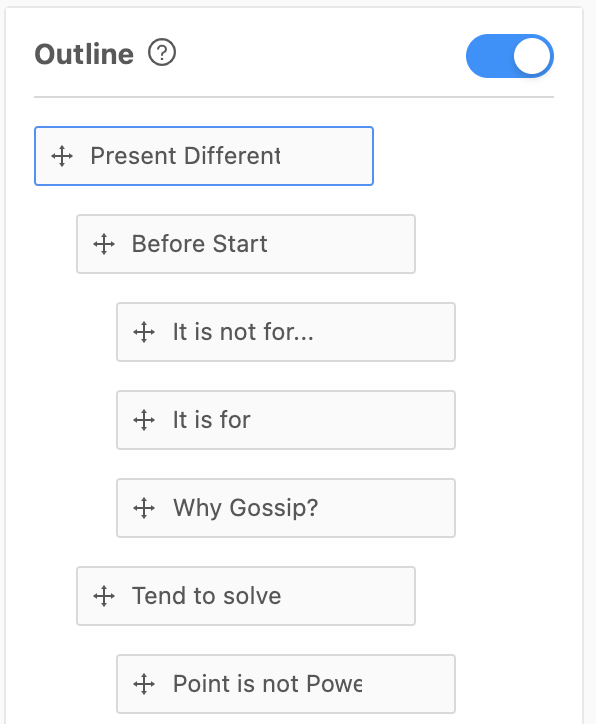 Outline ?
Present Different
Before Start
It is not for...
It is for
Why Gossip?
Tend to solve
Point is not Powe